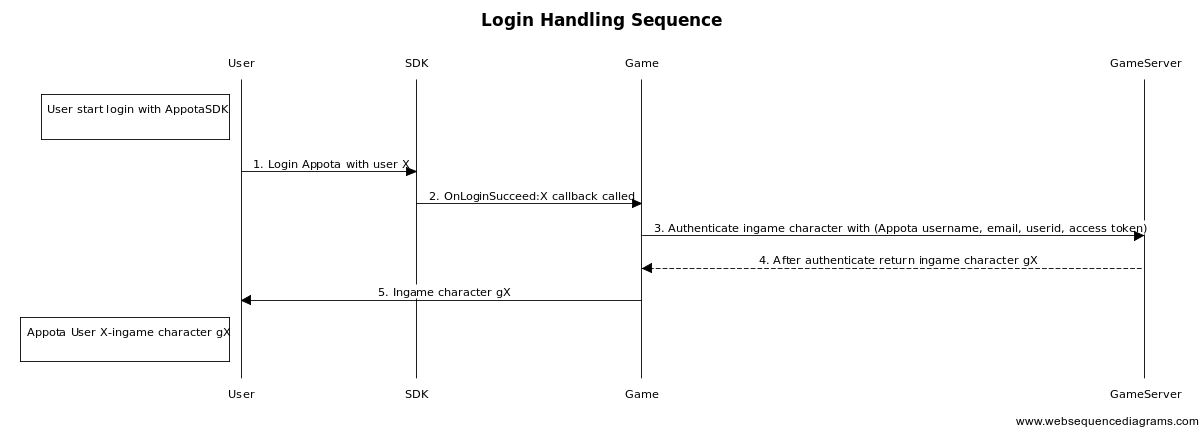 Login Handling Sequence
User SDK Game GameServer
User start login with AppotaSDK
1. Login Appota with user X
2. OnLoginSucceed:X callback called
3. Authenticate ingame character with (Appota username, email, userid, access token)
4. After authenticate return ingame character gX
5. Ingame character gX
Appota User X-ingame character gX
User SDK Game GameServer
www.websequencediagrams.com